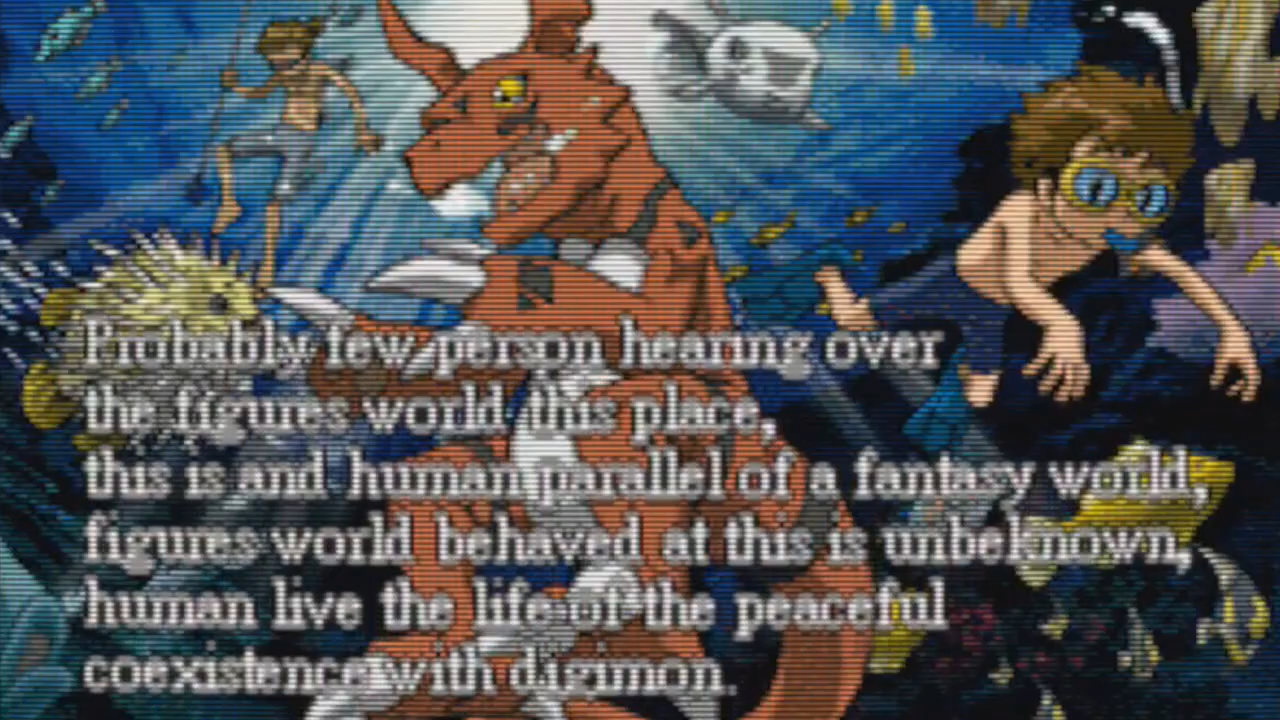 Probably few person hearing over
the figures world this place,
this is and human parallel of a fantasy world,
figures world behaved at this is unbeknown,
human live the life of the peaceful
coexistence with digimon.